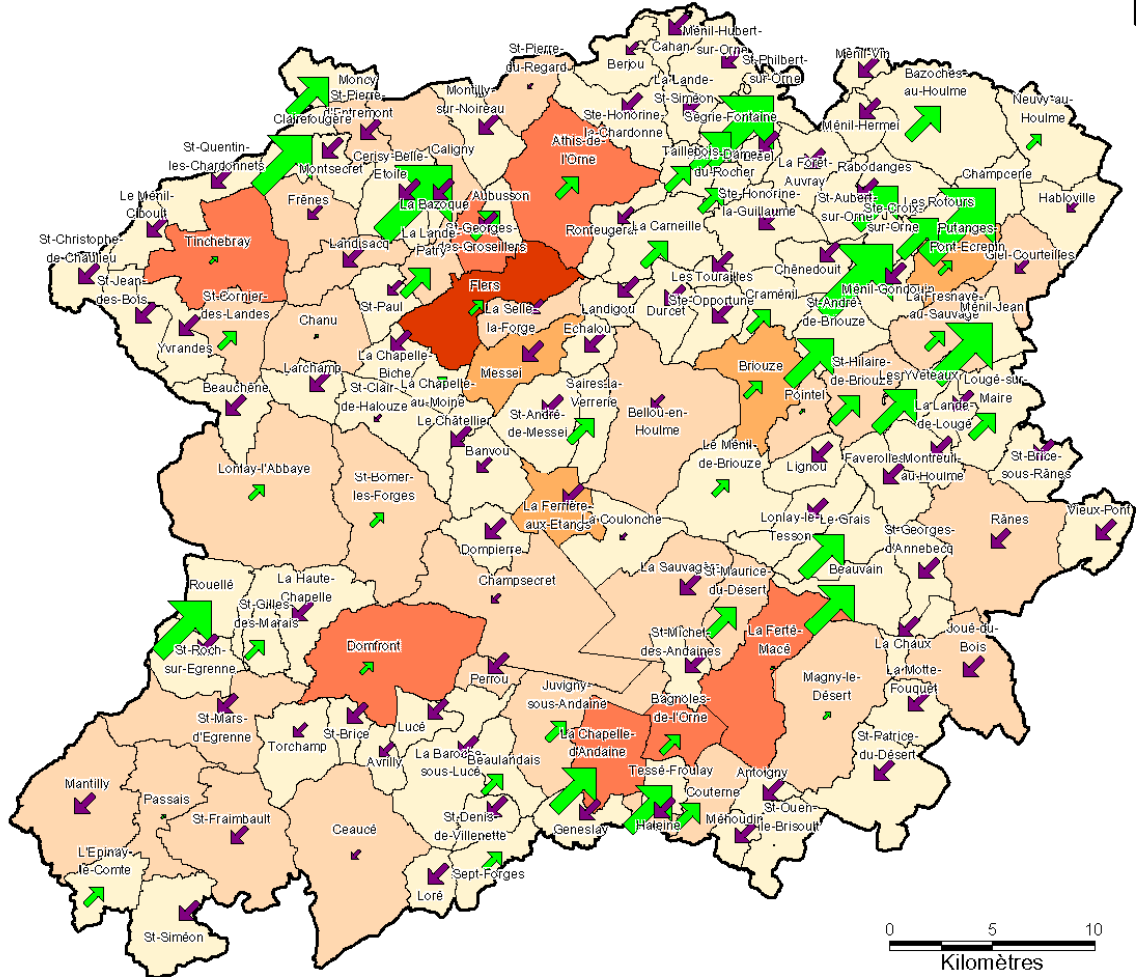 Ménil-Hubert-
sur-Orne
Cahan
Berjou
St-Pierre-
du-Regard
St-Philbert-
sur-Orne
Ménil-Vin
Bazoches-
au-Houlme
Neuvy-au-
Houlme
Moncy
St-Pierre-
d'Entremont
Clairefougère
Montilly-
sur-Noireau
La Lande-
St-Siméon
Ste-Honorine-
la-Chardonne
Ségrie-Fontaine
Ménil-Hermei
St-Quentin-
les-Chardonnets
Montsecret
Cerisy-Belle-
Etoile
Caligny
Athis-de-
l'Orne
Taillebois
du-Rocher
La Forêt-
Auvray
Rabodanges
Champcerie
Habloville
Le Ménil-
Ciboult
Frênes
La Bazoque
Aubusson
Ste-Honorine-
la-Guillaume
St-Aubert-
sur-Orne
Ste-Croix-
sur-Orne
Les Rotours
Putanges-
Pont-Ecrepin
Giel-Courteilles
St-Christophe-
de-Chaulieu
Tinchebray
Landisacq
La Lande-
Patry
St-Georges-
des-Groseillers
Ronfeugerai
La Carneille
Chênedouit
Ménil-Gondouin
St-Jean-
des-Bois
St-Cornier-
des-Landes
St-Paul
Flers
La Selle-
la-Forge
Landigou
Les Tourailles
Durcet
Ste-Opportune
Craménil
St-André-
de-Briouze
La Fresnaye-
au-Sauvage
Ménil-Jean
Yvrandes
Chanu
Echalou
Larchamp
La Chapelle-
Biche
Messei
Briouze
St-Hilaire-
de-Briouze
Les Yveteaux
Lougé-sur-
Maire
Beauchêne
St-Clair-
de-Halouze
La Chapelle-
au-Moine
Saires-la-
Verrerie
Bellou-en-
Houlme
Pointel
La Lande-
de-Lougé
Le Châtellier
St-André-
de-Messei
Le Ménil-
de-Briouze
Lignou
Faverolles
Montreuil-
au-Houlme
St-Brice-
sous-Rânes
Lonlay-l'Abbaye
St-Bômer-
les-Forges
Banvou
La Ferrière-
aux-Etangs
La Coulonche
Lonlay-le-
Tesson
Le Grais
St-Georges-
d'Annebecq
Rânes
Vieux-Pont
Dompierre
Champsecret
La Sauvagère
St-Maurice-
du-Désert
Beauvain
Rouellé
La Haute-
Chapelle
St-Gilles-
des-Marais
St-Roch-
sur-Egrenne
Domfront
St-Michel-
des-Andaines
La Ferté-
Macé
La Chaux
Joué-du-
Bois
Perrou
Juvigny-
sous-Andaine
Bagnoles-
de-l'Orne
Magny-le-
Désert
La Motte-
Fouquet
St-Mars-
d'Egrenne
Torchamp
St-Brice
Lucé
Avrilly
La Baroche-
sous-Lucé
Beaulandais
La Chapelle-
d'Andaine
Tessé-Froulay
Antoigny
St-Patrice-
du-Désert
Mantilly
Passais
St-Fraimbault
Ceaucé
St-Denis-
de-Villenette
Geneslay
Haleine
Couterne
Méhoudin
St-Ouen-
le-Brisoult
L'Epinay-
le-Comte
Loré
Sept-Forges
St-Siméon
0 5 10
Kilomètres